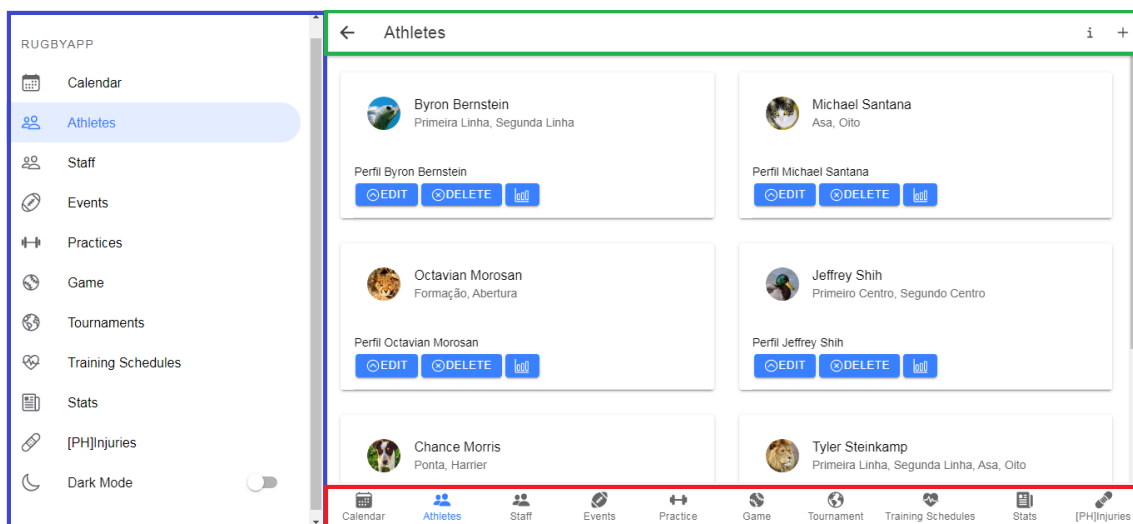 RUGBYAPP
Calendar
Athletes
Staff
Events
Practices
Game
Tournaments
Training Schedules
Stats
[PH]Injuries
Dark Mode
Athletes
i +
Byron Bernstein
Primeira Linha, Segunda Linha
Perfil Byron Bernstein
EDIT DELETE
Michael Santana
Asa, Oito
Perfil Michael Santana
EDIT DELETE
Octavian Morosan
Formação, Abertura
Perfil Octavian Morosan
EDIT DELETE
Jeffrey Shih
Primeiro Centro, Segundo Centro
Perfil Jeffrey Shih
EDIT DELETE
Chance Morris
Ponta, Harrier
Tyler Steinkamp
Primeira Linha, Segunda Linha, Asa, Oito
Calendar Athletes Staff Events Practice Game Tournament Training Schedules Stats [PH]Injuries